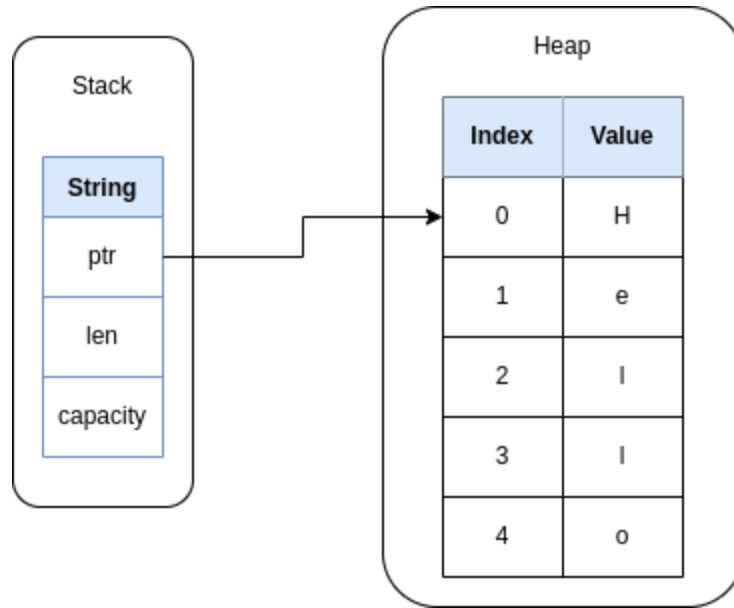 Stack
String
ptr
len
capacity
Heap
Index Value
0 H
1 e
2 l
3 l
4 o